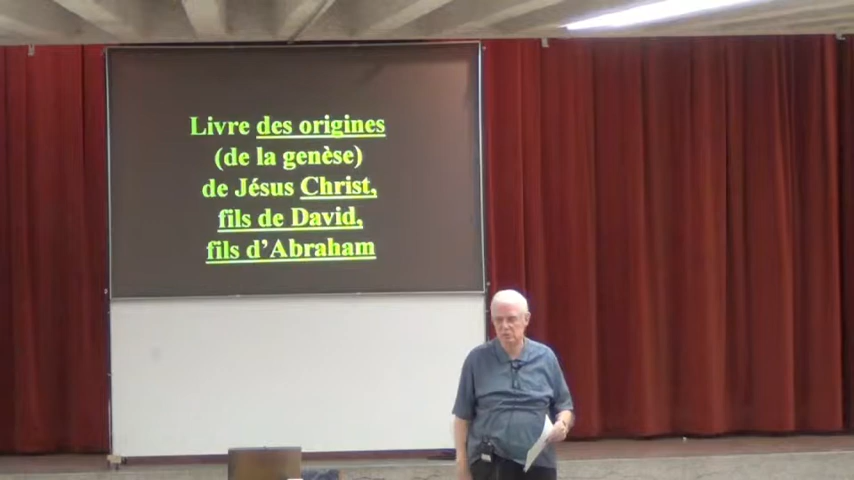 Livre des origines
(de la genèse)
de Jésus Christ,
fils de David,
fils d’Abraham